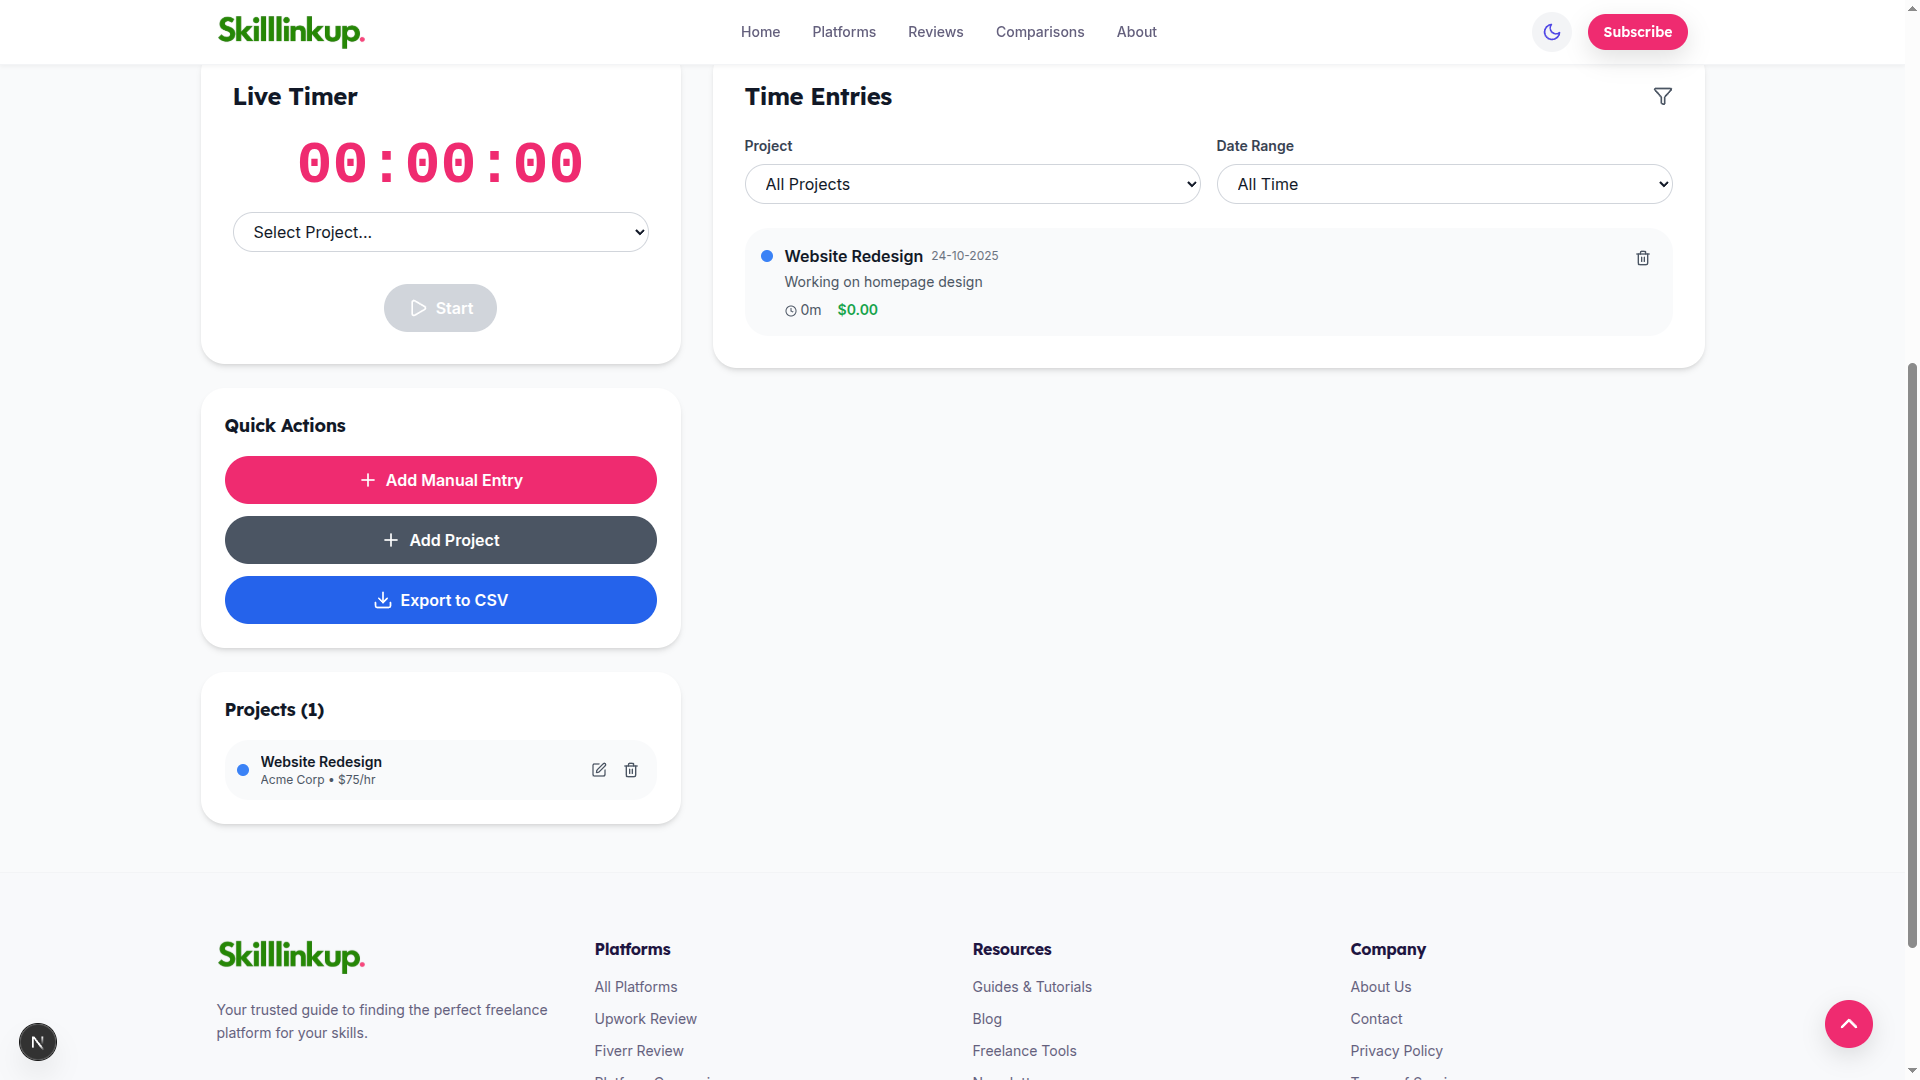 Skilllinkup.
Home
Platforms
Reviews
Comparisons
About
Subscribe
Live Timer
00:00:00
Select Project...
Start
Time Entries
Project
Date Range
All Projects
All Time
Website Redesign 24-10-2025
Working on homepage design
0m $0.00
Quick Actions
Add Manual Entry
Add Project
Export to CSV
Projects (1)
Website Redesign
Acme Corp • $75/hr
Skilllinkup.
Your trusted guide to finding the perfect freelance
platform for your skills.
Platforms
All Platforms
Upwork Review
Fiverr Review
Resources
Guides & Tutorials
Blog
Freelance Tools
Company
About Us
Contact
Privacy Policy
N